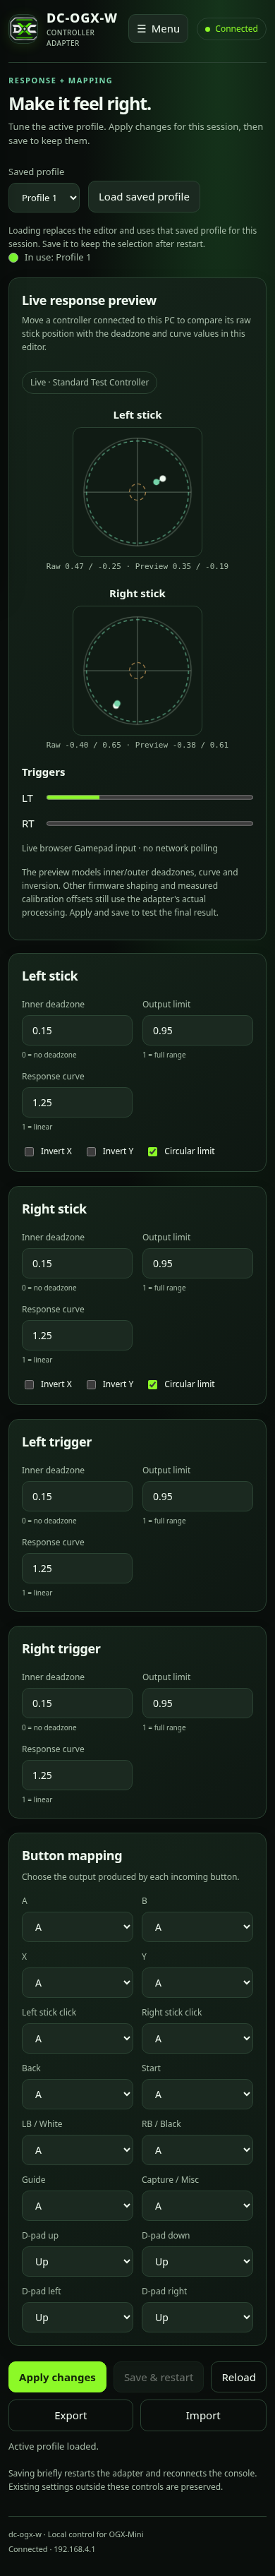 DC-OGX-W
CONTROLLER
ADAPTER
☰ Menu
Connected
RESPONSE + MAPPING
Make it feel right.
Tune the active profile. Apply changes for this session, then
save to keep them.
Saved profile
Profile 1
Load saved profile
Loading replaces the editor and uses that saved profile for this
session. Save it to keep the selection after restart.
In use: Profile 1
Live response preview
Move a controller connected to this PC to compare its raw
stick position with the deadzone and curve values in this
editor.
Live · Standard Test Controller
Left stick
Raw 0.47 / -0.25 · Preview 0.35 / -0.19
Right stick
Raw -0.40 / 0.65 · Preview -0.38 / 0.61
Triggers
LT
RT
Live browser Gamepad input · no network polling
The preview models inner/outer deadzones, curve and
inversion. Other firmware shaping and measured
calibration offsets still use the adapter's actual
processing. Apply and save to test the final result.
Left stick
Inner deadzone Output limit
0.15 0.95
0 = no deadzone 1 = full range
Response curve
1.25
1 = linear
Invert X Invert Y Circular limit
Right stick
Inner deadzone Output limit
0.15 0.95
0 = no deadzone 1 = full range
Response curve
1.25
1 = linear
Invert X Invert Y Circular limit
Left trigger
Inner deadzone Output limit
0.15 0.95
0 = no deadzone 1 = full range
Response curve
1.25
1 = linear
Right trigger
Inner deadzone Output limit
0.15 0.95
0 = no deadzone 1 = full range
Response curve
1.25
1 = linear
Button mapping
Choose the output produced by each incoming button.
A B
A A
X Y
A A
Left stick click Right stick click
A A
Back Start
A A
LB / White RB / Black
A A
Guide Capture / Misc
A A
D-pad up D-pad down
Up Up
D-pad left D-pad right
Up Up
Apply changes Save & restart Reload
Export Import
Active profile loaded.
Saving briefly restarts the adapter and reconnects the console.
Existing settings outside these controls are preserved.
dc-ogx-w · Local control for OGX-Mini
Connected · 192.168.4.1